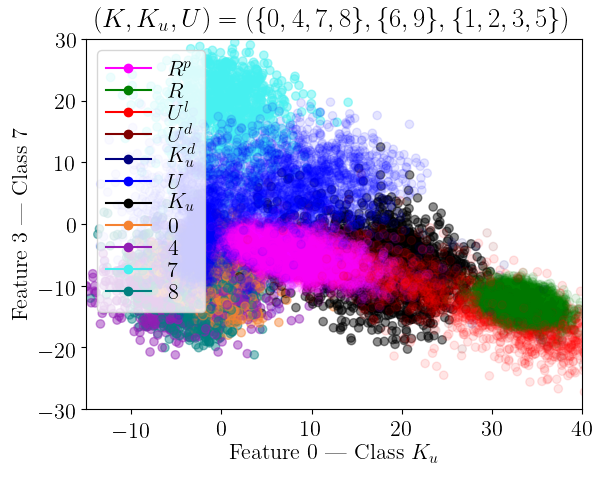 (K, K_u, U) = ({0, 4, 7, 8}, {6, 9}, {1, 2, 3, 5})
30
20
10
0
−10
−20
−30
Feature 3 — Class 7
R^p
R
U^l
U^d
K_u^d
U
K_u
0
4
7
8
−10 0 10 20 30 40
Feature 0 — Class K_u